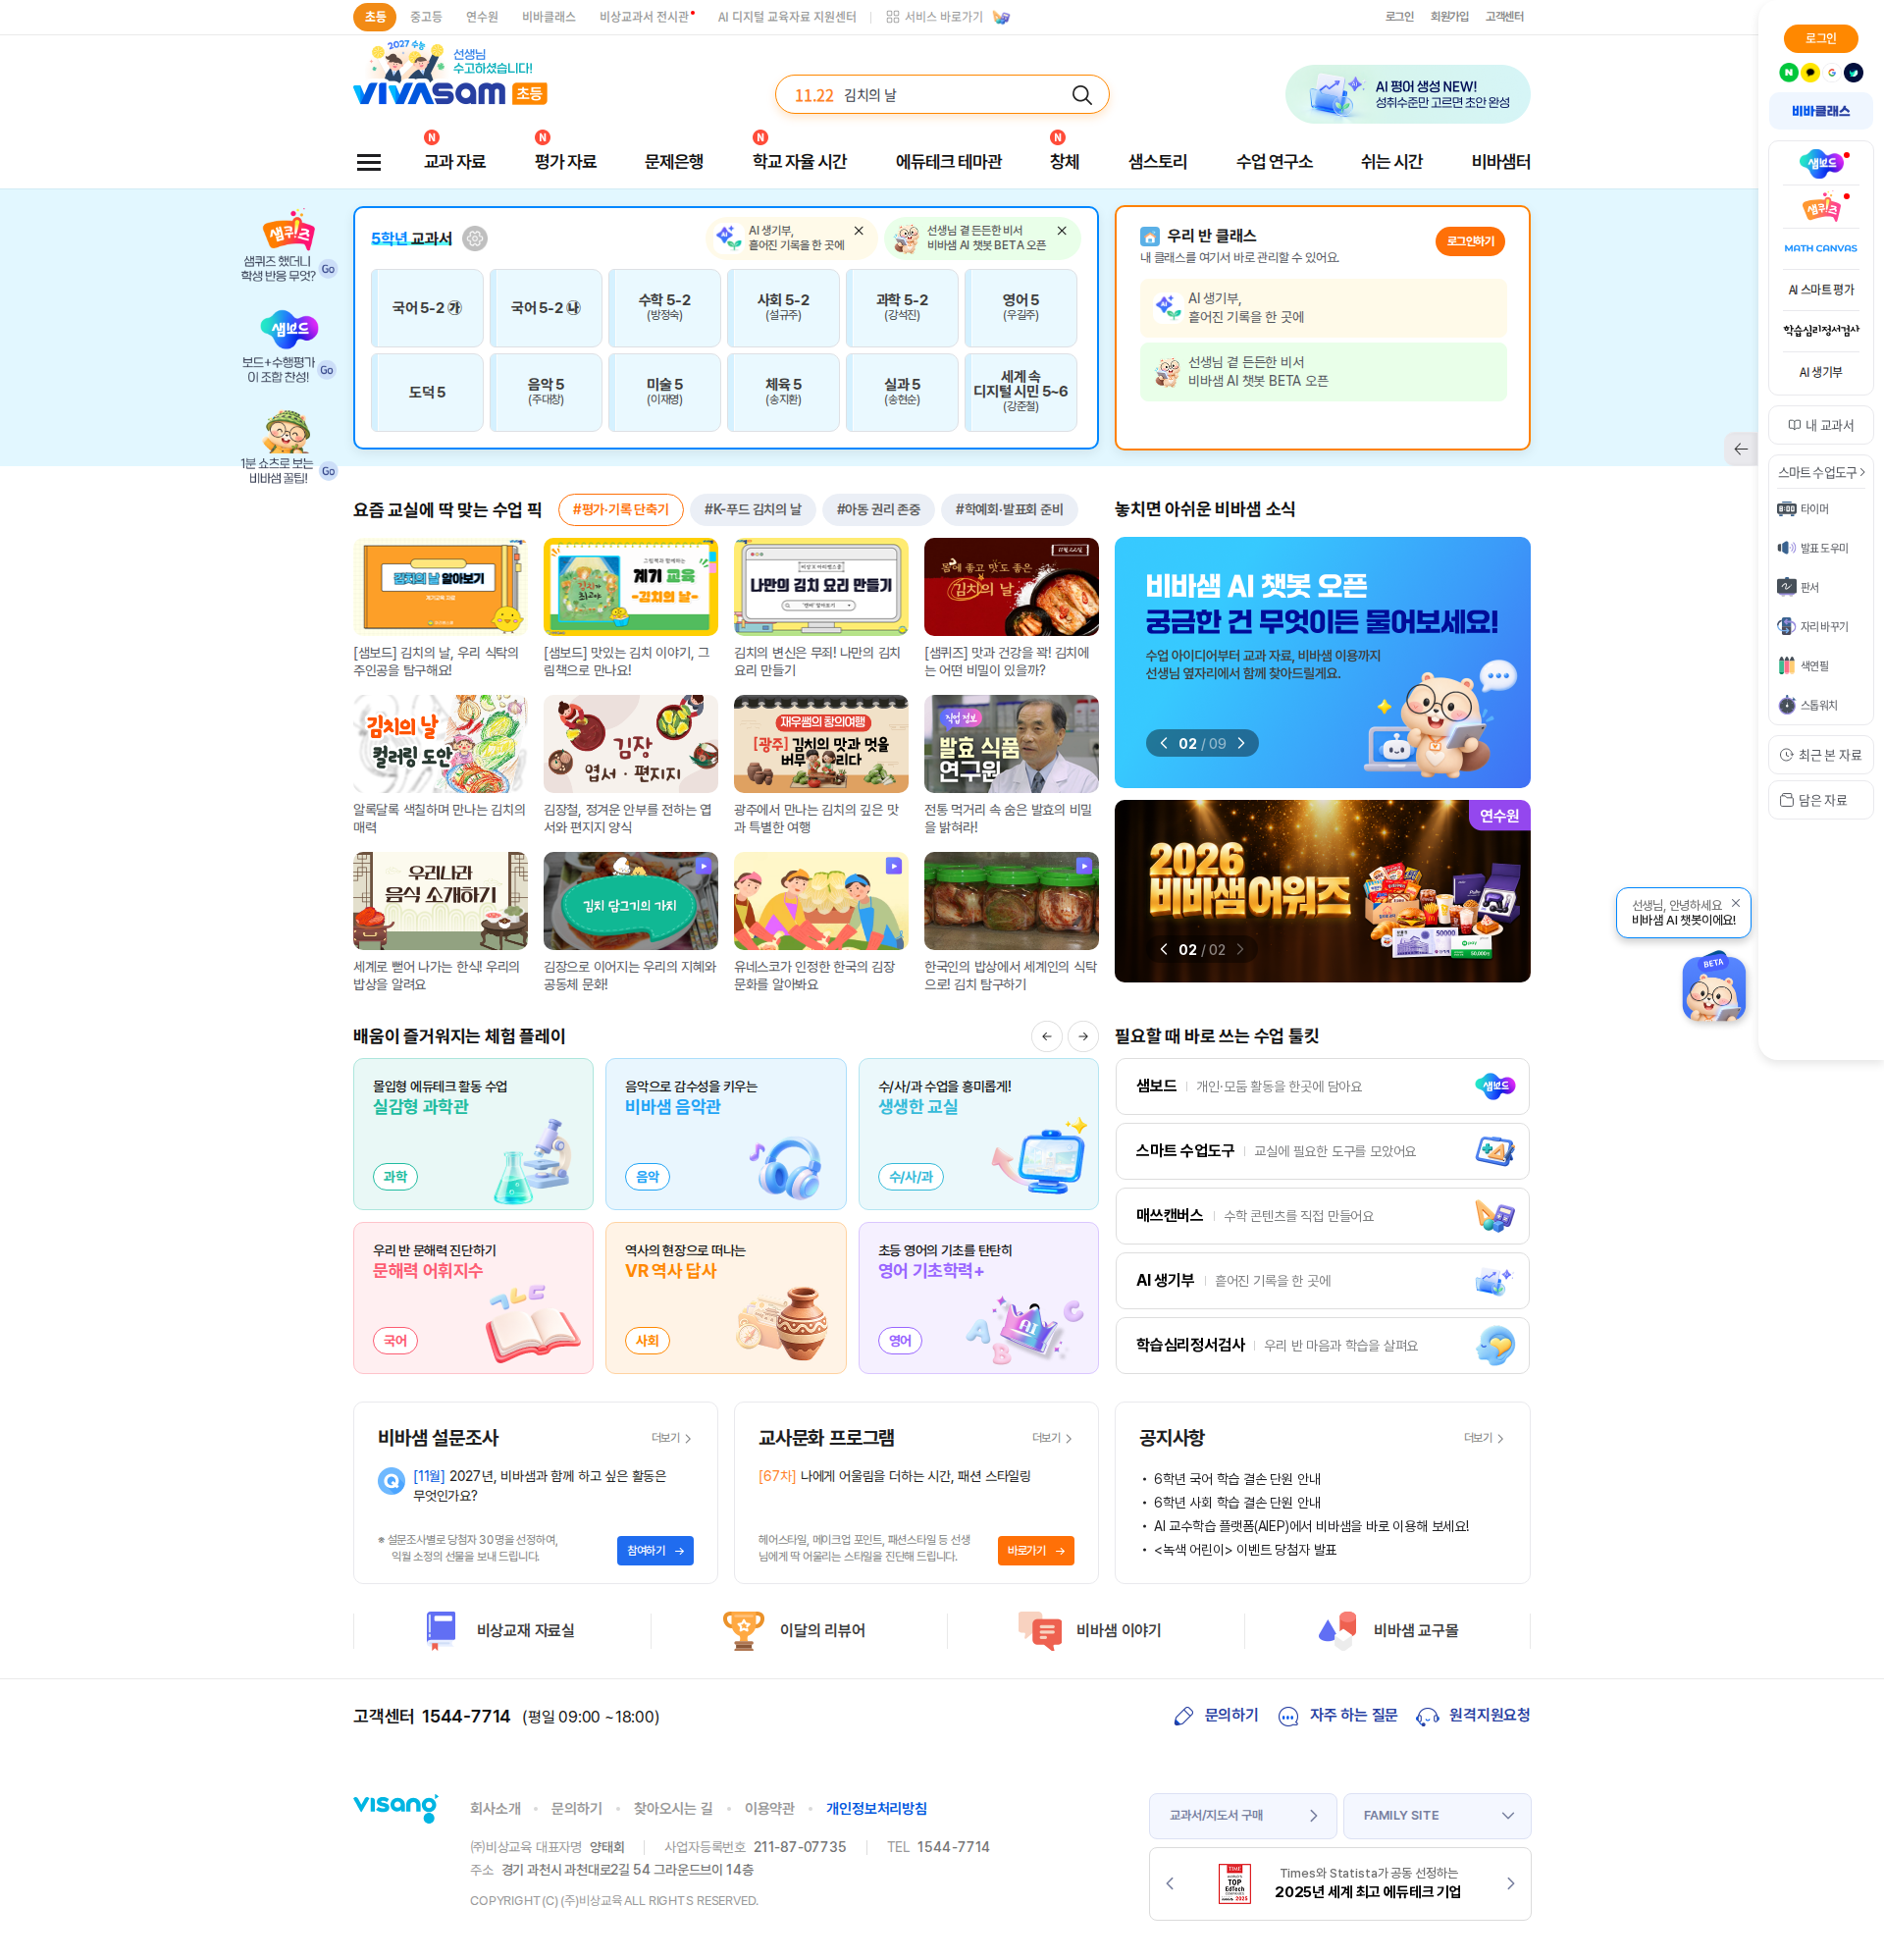 초등 중고등 연수원 비바클래스 비상교과서 전시관 AI 디지털 교육자료 지원센터 서비스 바로가기
로그인 회원가입 고객센터
2027 수능
선생님
수고하셨습니다!
VIVAsam 초등
11.22 김치의 날
AI 평어 생성 NEW!
성취수준만 고르면 초안 완성
N N N N
교과 자료 평가 자료 문제은행 학교 자율 시간 에듀테크 테마관 창체 샘스토리 수업 연구소 쉬는 시간 비바샘터
샘퀴즈
샘퀴즈 했더니
학생 반응 무엇?
Go
샘보드
보드+수행평가
이 조합 찬성!
Go
1분 쇼츠로 보는
비바샘 꿀팁!
Go
5학년 교과서
AI 생기부,
흩어진 기록을 한 곳에
선생님 곁 든든한 비서
비바샘 AI 챗봇 BETA 오픈
국어 5-2 ㉮
국어 5-2 ㉯
수학 5-2
(방정숙)
사회 5-2
(설규주)
과학 5-2
(강석진)
영어 5
(우길주)
도덕 5
음악 5
(주대창)
미술 5
(이재영)
체육 5
(송지환)
실과 5
(송현순)
세계 속
디지털 시민 5~6
(강준철)
우리 반 클래스
내 클래스를 여기서 바로 관리할 수 있어요.
로그인하기
AI 생기부,
흩어진 기록을 한 곳에
선생님 곁 든든한 비서
비바샘 AI 챗봇 BETA 오픈
요즘 교실에 딱 맞는 수업 픽
#평가·기록 단축기 #K-푸드 김치의 날 #아동 권리 존중 #학예회·발표회 준비
김치의 날 알아보기
계기 교육
-김치의 날-
나만의 김치 요리 만들기
몸에 좋고 맛도 좋은
김치의 날
[샘보드] 김치의 날, 우리 식탁의
주인공을 탐구해요!
[샘보드] 맛있는 김치 이야기, 그
림책으로 만나요!
김치의 변신은 무죄! 나만의 김치
요리 만들기
[샘퀴즈] 맛과 건강을 꽉! 김치에
는 어떤 비밀이 있을까?
김치의 날
컬러링 도안
김장
엽서 · 편지지
재우쌤의 창의여행
[광주] 김치의 맛과 멋을
버무리다
직업 정보
발효 식품
연구원
알록달록 색칠하며 만나는 김치의
매력
김장철, 정겨운 안부를 전하는 엽
서와 편지지 양식
광주에서 만나는 김치의 깊은 맛
과 특별한 여행
전통 먹거리 속 숨은 발효의 비밀
을 밝혀라!
우리나라
음식 소개하기
김치 담그기의 가치
세계로 뻗어 나가는 한식! 우리의
밥상을 알려요
김장으로 이어지는 우리의 지혜와
공동체 문화!
유네스코가 인정한 한국의 김장
문화를 알아봐요
한국인의 밥상에서 세계인의 식탁
으로! 김치 탐구하기
놓치면 아쉬운 비바샘 소식
비바샘 AI 챗봇 오픈
궁금한 건 무엇이든 물어보세요!
수업 아이디어부터 교과 자료, 비바샘 이용까지
선생님 옆자리에서 함께 찾아드릴게요.
02 / 09
연수원
2026
비바샘 어워즈
02 / 02
배움이 즐거워지는 체험 플레이
몰입형 에듀테크 활동 수업
실감형 과학관
과학
음악으로 감수성을 키우는
비바샘 음악관
음악
수/사/과 수업을 흥미롭게!
생생한 교실
수/사/과
우리 반 문해력 진단하기
문해력 어휘지수
국어
역사의 현장으로 떠나는
VR 역사 답사
사회
초등 영어의 기초를 탄탄히
영어 기초학력+
영어
필요할 때 바로 쓰는 수업 툴킷
샘보드 개인·모둠 활동을 한곳에 담아요 샘보드
스마트 수업도구 교실에 필요한 도구를 모았어요
매쓰캔버스 수학 콘텐츠를 직접 만들어요
AI 생기부 흩어진 기록을 한 곳에
학습심리정서검사 우리 반 마음과 학습을 살펴요
비바샘 설문조사 더보기
Q [11월] 2027년, 비바샘과 함께 하고 싶은 활동은
무엇인가요?
※ 설문조사별로 당첨자 30명을 선정하여,
익월 소정의 선물을 보내 드립니다.
참여하기
교사문화 프로그램 더보기
[67차] 나에게 어울림을 더하는 시간, 패션 스타일링
헤어스타일, 메이크업 포인트, 패션스타일 등 선생
님에게 딱 어울리는 스타일을 진단해 드립니다.
바로가기
공지사항 더보기
• 6학년 국어 학습 결손 단원 안내
• 6학년 사회 학습 결손 단원 안내
• AI 교수학습 플랫폼(AIEP)에서 비바샘을 바로 이용해 보세요!
• <녹색 어린이> 이벤트 당첨자 발표
비상교재 자료실 이달의 리뷰어 비바샘 이야기 비바샘 교구몰
고객센터 1544-7714 (평일 09:00 ~ 18:00)
문의하기 자주 하는 질문 원격지원요청
visang
회사소개 문의하기 찾아오시는 길 이용약관 개인정보처리방침
㈜비상교육 대표자명 양태회 사업자등록번호 211-87-07735 TEL 1544-7714
주소 경기 과천시 과천대로2길 54 그라운드브이 14층
COPYRIGHT (C) (주)비상교육 ALL RIGHTS RESERVED.
교과서/지도서 구매
FAMILY SITE
TIME
TOP
EdTech
2025
Times와 Statista가 공동 선정하는
2025년 세계 최고 에듀테크 기업
로그인
비바클래스
샘보드
샘퀴즈
MATH CANVAS
AI 스마트 평가
학습심리정서검사
AI 생기부
내 교과서
스마트 수업도구
타이머
발표 도우미
판서
자리 바꾸기
색연필
스톱워치
최근 본 자료
담은 자료
선생님, 안녕하세요
비바샘 AI 챗봇이에요!
BETA